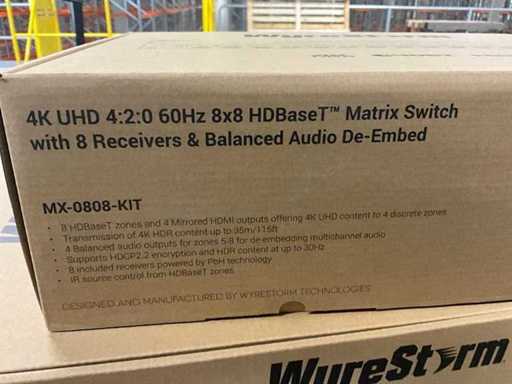 4K UHD 4:2:0 60Hz 8x8 HDBaseT™ Matrix Switch
with 8 Receivers & Balanced Audio De-Embed
MX-0808-KIT
• 8 HDBaseT zones and 4 Mirrored HDMI outputs offering 4K UHD content to 4 discrete zones
• Transmission of 4K HDR content up to 35m/115ft
• 4 Balanced audio outputs for zones 5-8 for de-embedding multichannel audio
• Supports HDCP2.2 encryption and HDR content at up to 30Hz
• 8 included receivers powered by PoH technology
• IR source control from HDBaseT zones
DESIGNED AND MANUFACTURED BY WYRESTORM TECHNOLOGIES
WyreStorm